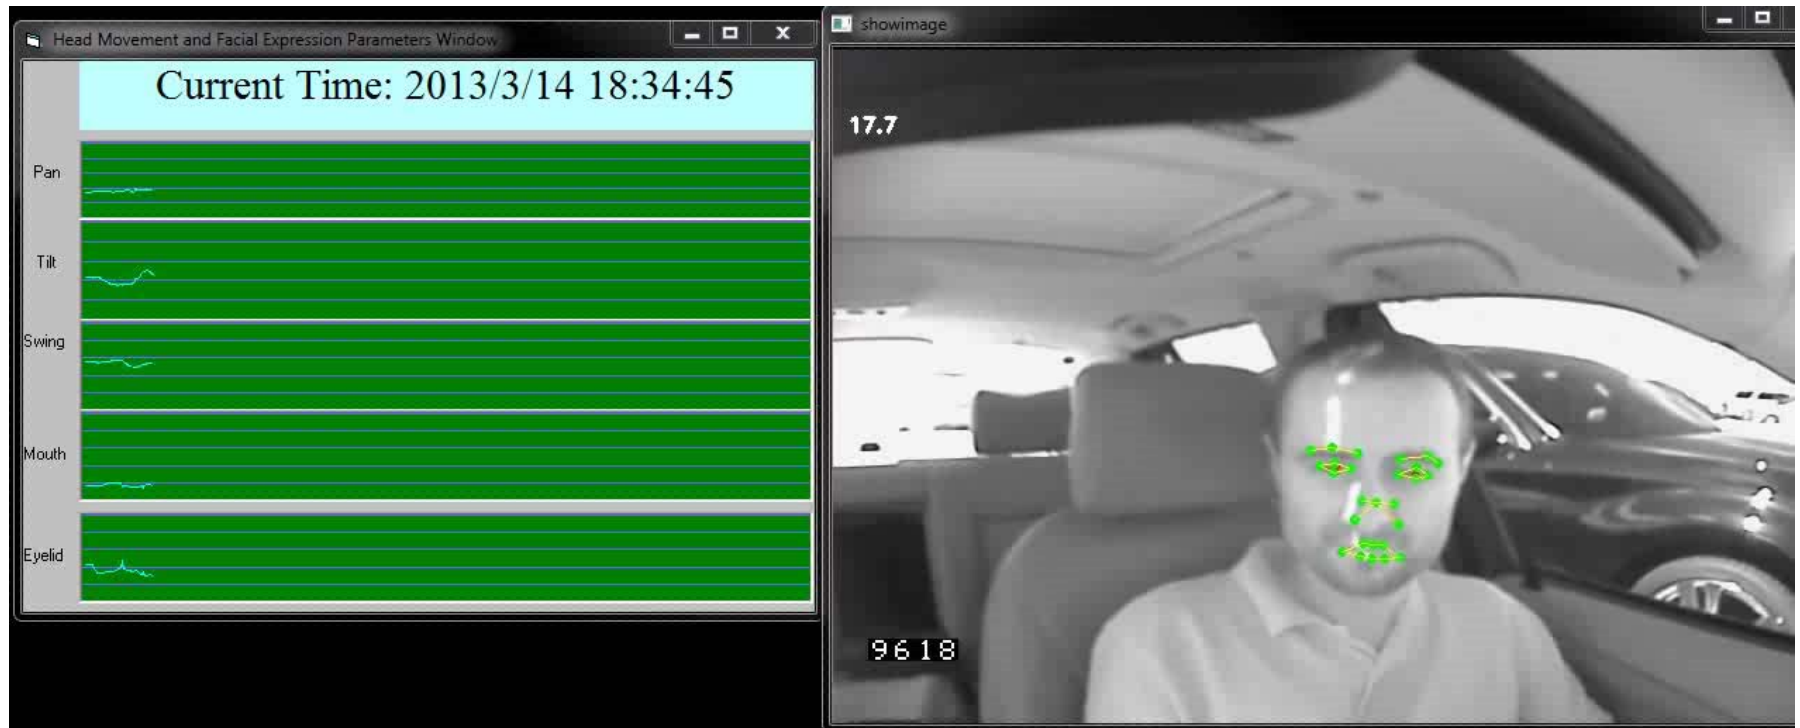 Head Movement and Facial Expression Parameters Window
Current Time: 2013/3/14 18:34:45
Pan
Tilt
Swing
Mouth
Eyelid
showimage
17.7
9618